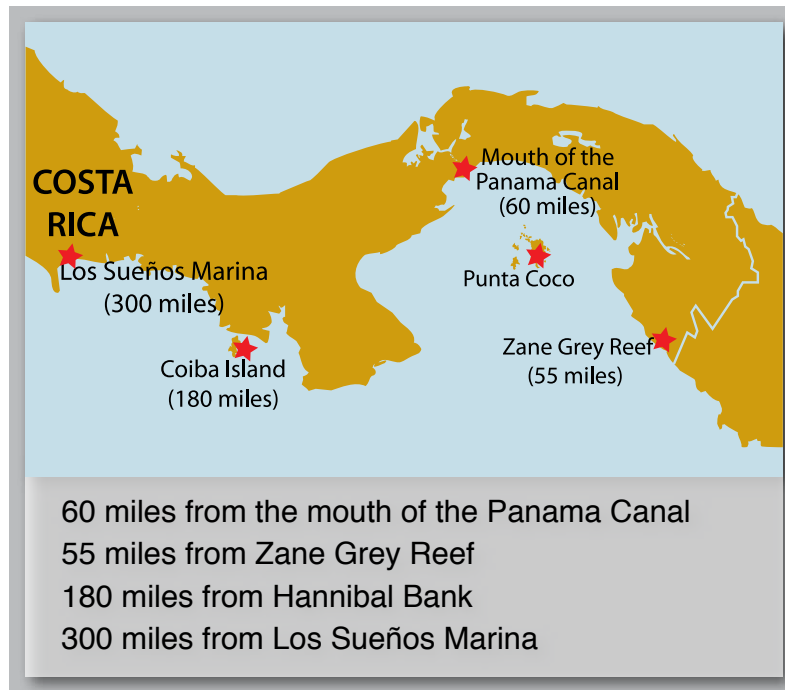 COSTA
RICA
Los Sueños Marina
(300 miles)
Coiba Island
(180 miles)
Mouth of the
Panama Canal
(60 miles)
Punta Coco
Zane Grey Reef
(55 miles)
60 miles from the mouth of the Panama Canal
55 miles from Zane Grey Reef
180 miles from Hannibal Bank
300 miles from Los Sueños Marina